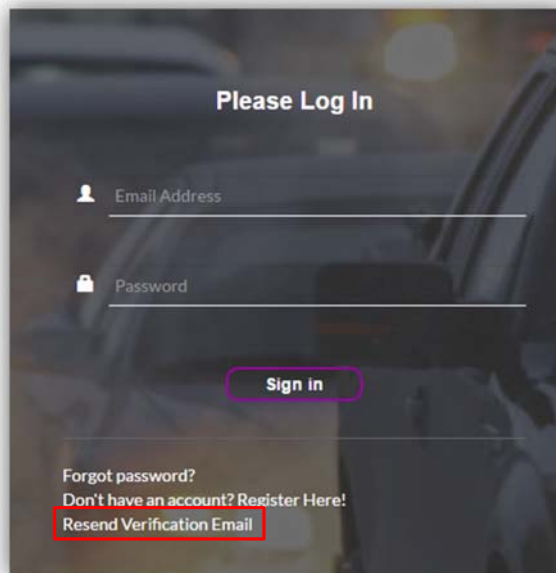 Please Log In
Email Address
Password
Sign in
Forgot password?
Don't have an account? Register Here!
Resend Verification Email